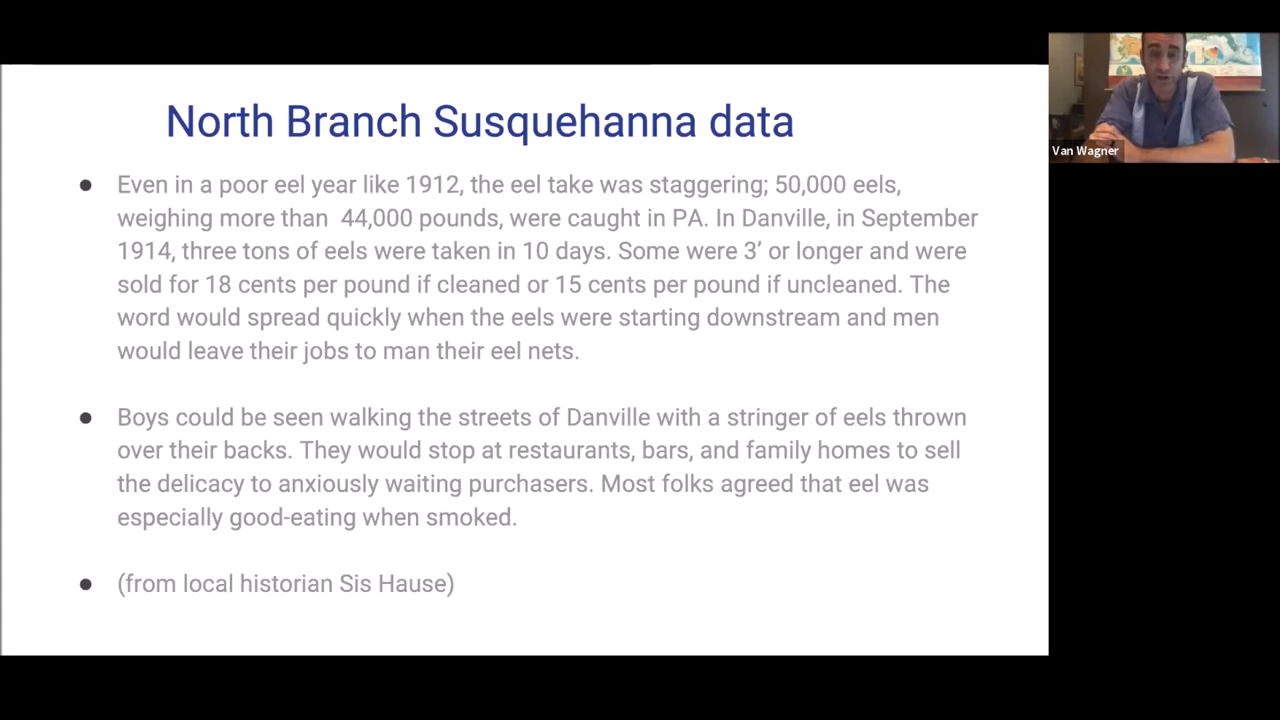 North Branch Susquehanna data
● Even in a poor eel year like 1912, the eel take was staggering; 50,000 eels,
weighing more than  44,000 pounds, were caught in PA. In Danville, in September
1914, three tons of eels were taken in 10 days. Some were 3’ or longer and were
sold for 18 cents per pound if cleaned or 15 cents per pound if uncleaned. The
word would spread quickly when the eels were starting downstream and men
would leave their jobs to man their eel nets.
● Boys could be seen walking the streets of Danville with a stringer of eels thrown
over their backs. They would stop at restaurants, bars, and family homes to sell
the delicacy to anxiously waiting purchasers. Most folks agreed that eel was
especially good-eating when smoked.
● (from local historian Sis Hause)
Van Wagner